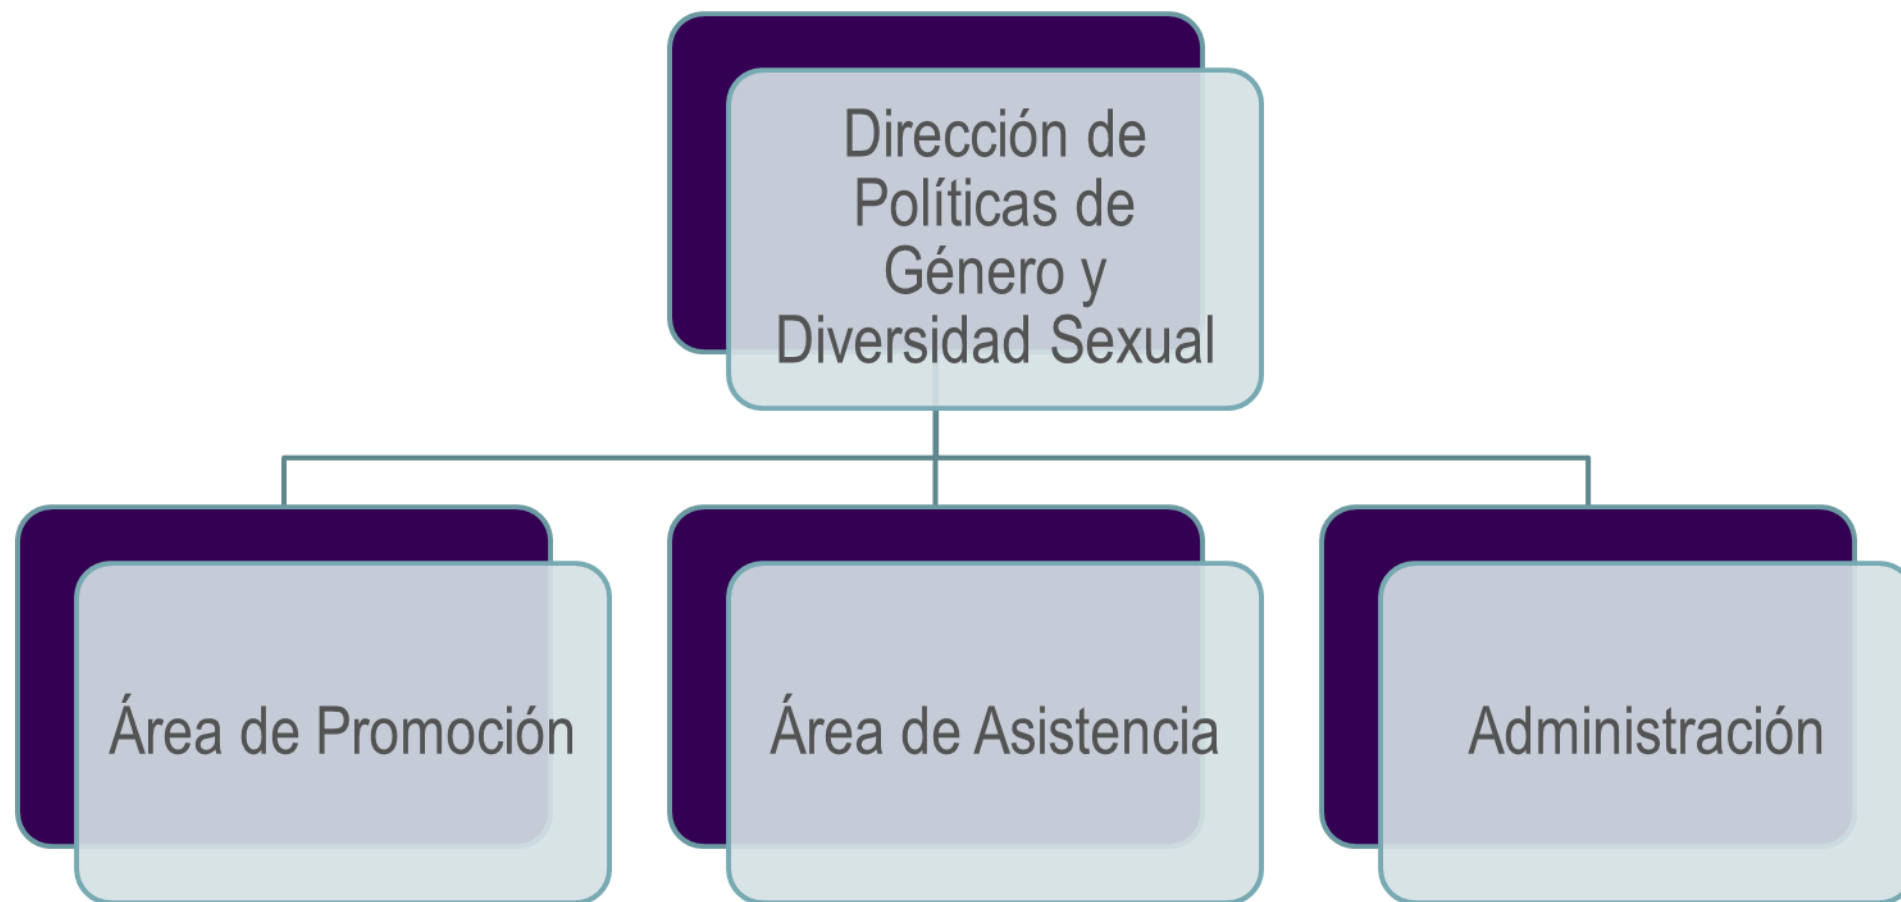 Dirección de
Políticas de
Género y
Diversidad Sexual
Área de Promoción
Área de Asistencia
Administración